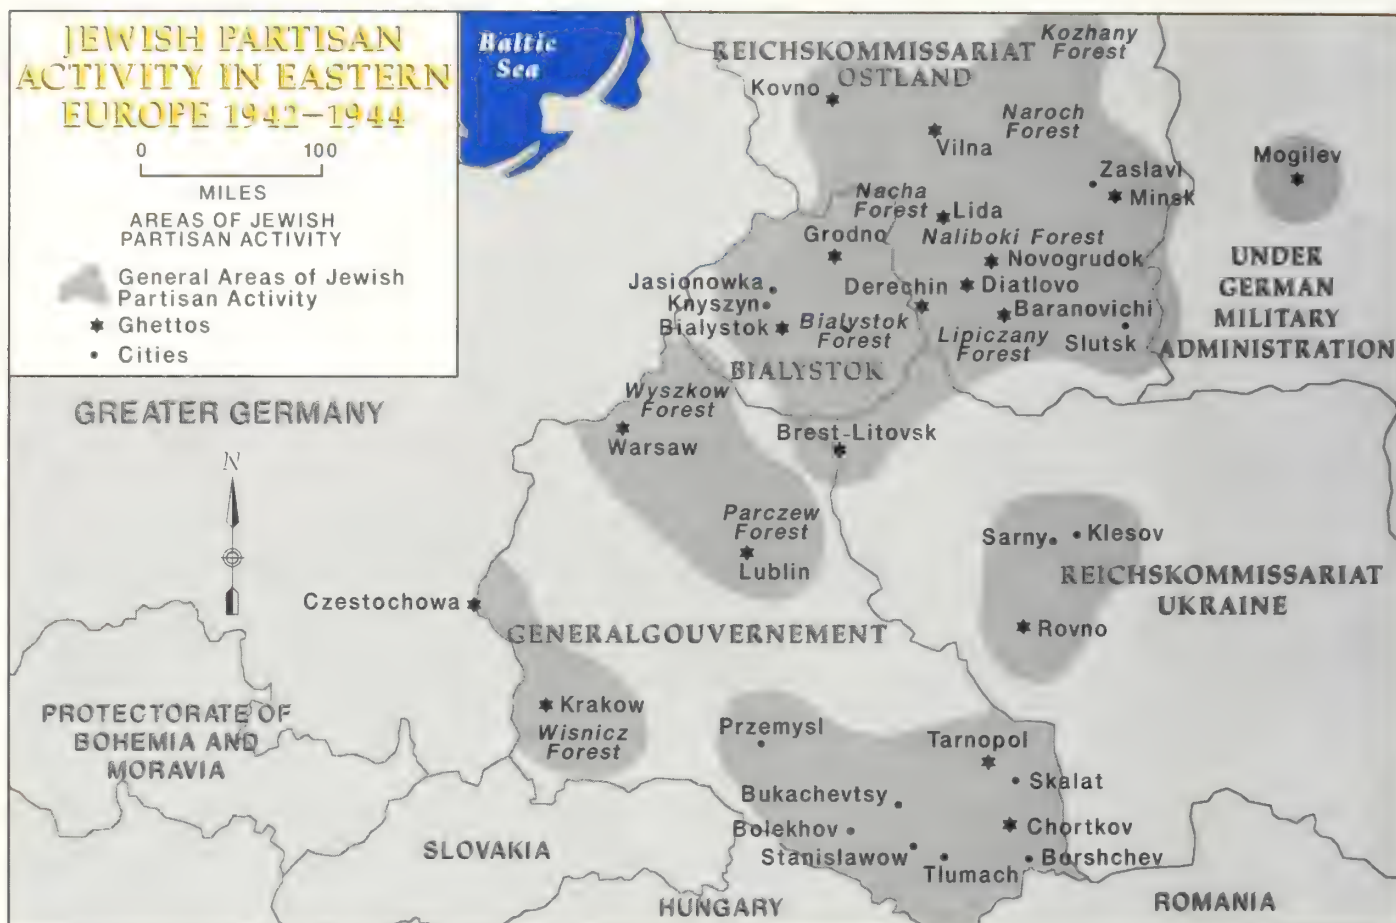 JEWISH PARTISAN
ACTIVITY IN EASTERN
EUROPE 1942–1944
0 100
MILES
AREAS OF JEWISH
PARTISAN ACTIVITY
General Areas of Jewish
Partisan Activity
Ghettos
Cities
Baltic
Sea
REICHSKOMMISSARIAT
OSTLAND
Kozhany
Forest
Kovno
Naroch
Forest
Vilna
Zaslavl
Minsk
Mogilev
Nacha
Forest
Lida
Grodno
Naliboki Forest
Novogrudok
UNDER
GERMAN
MILITARY
ADMINISTRATION
Jasionowka
Knyszyn
Bialystok
Derechin
Diatlovo
Baranovichi
Bialystok
Forest
Lipiczany
Forest
Slutsk
BIALYSTOK
GREATER GERMANY
Wyszkow
Forest
Warsaw
Brest-Litovsk
N
Parczew
Forest
Lublin
Sarny
Klesov
REICHSKOMMISSARIAT
UKRAINE
Rovno
Czestochowa
GENERALGOUVERNEMENT
PROTECTORATE OF
BOHEMIA AND
MORAVIA
Krakow
Wisnicz
Forest
Przemysl
Tarnopol
Skalat
Bukachevtsy
Bolekhov
Chortkov
Stanislawow
Tlumach
Borshchev
SLOVAKIA
HUNGARY
ROMANIA